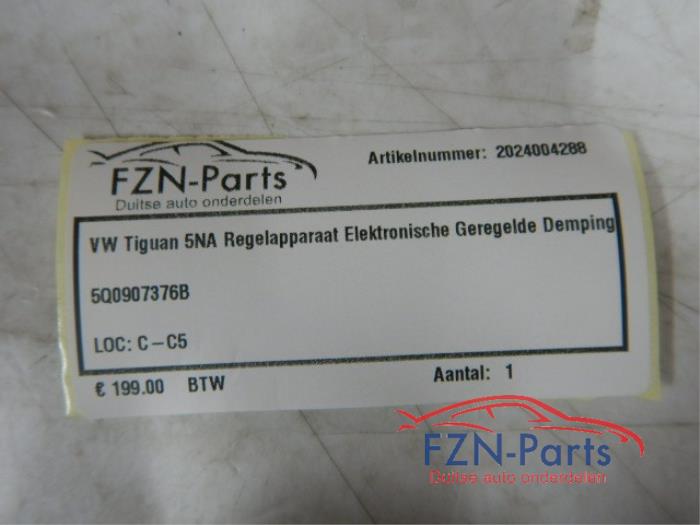 FZN-Parts
Duitse auto onderdelen
Artikelnummer: 2024004288
VW Tiguan 5NA Regelapparaat Elektronische Geregelde Demping
5Q0907376B
LOC: C-C5
€ 199.00 BTW
Aantal: 1
FZN-Parts
Duitse auto onderdelen